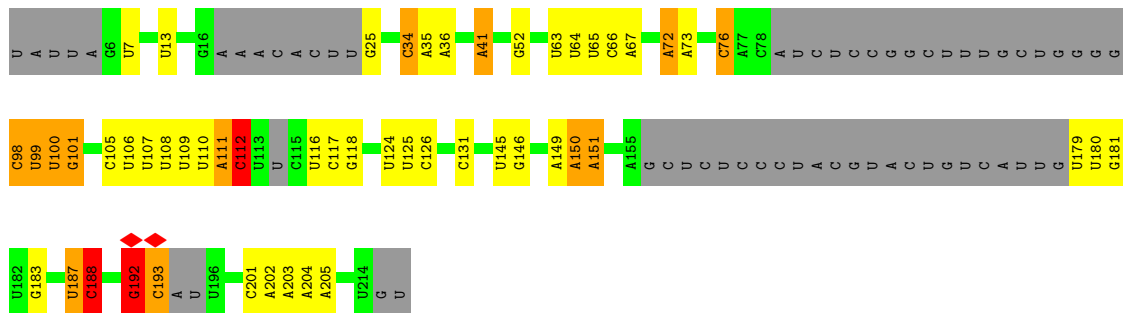 U A U U A G6 U7 U13 G16 A A A C A C U U G25 C34 A35 A36 A41 G52 U63 U64 U65 C66 A67 A72 A73 C76 A77 C78 A U C U C C G G C U U U G C U G G G G
C98 U99 U100 G101 C105 U106 U107 U108 U109 U110 A111 C112 U113 U C115 U116 C117 G118 U124 U125 C126 C131 U145 G146 A149 A150 A151 A155 G C U C U C C C U A C G U A C U G U C A U U G U179 U180 G181
U182 G183 U187 C188 G192 C193 A U U196 C201 A202 A203 A204 A205 U214 G U